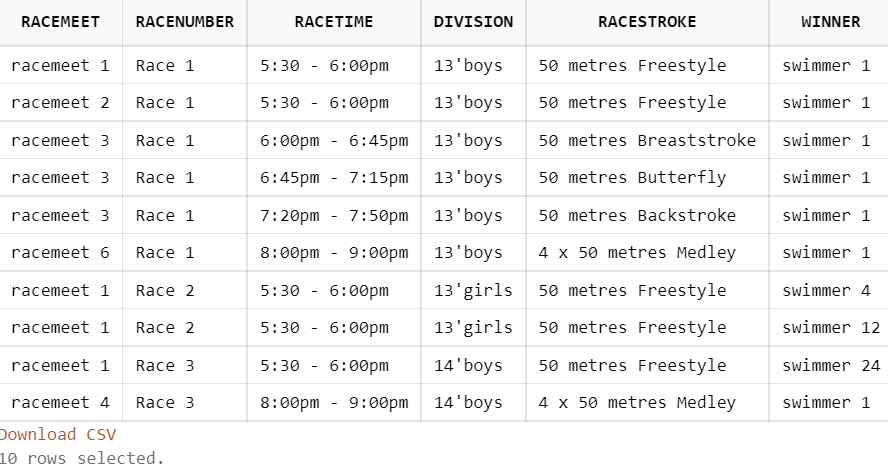 RACEMEET RACENUMBER RACETIME DIVISION RACESTROKE WINNER
racemeet 1 Race 1 5:30 - 6:00pm 13'boys 50 metres Freestyle swimmer 1
racemeet 2 Race 1 5:30 - 6:00pm 13'boys 50 metres Freestyle swimmer 1
racemeet 3 Race 1 6:00pm - 6:45pm 13'boys 50 metres Breaststroke swimmer 1
racemeet 3 Race 1 6:45pm - 7:15pm 13'boys 50 metres Butterfly swimmer 1
racemeet 3 Race 1 7:20pm - 7:50pm 13'boys 50 metres Backstroke swimmer 1
racemeet 6 Race 1 8:00pm - 9:00pm 13'boys 4 x 50 metres Medley swimmer 1
racemeet 1 Race 2 5:30 - 6:00pm 13'girls 50 metres Freestyle swimmer 4
racemeet 1 Race 2 5:30 - 6:00pm 13'girls 50 metres Freestyle swimmer 12
racemeet 1 Race 3 5:30 - 6:00pm 14'boys 50 metres Freestyle swimmer 24
racemeet 4 Race 3 8:00pm - 9:00pm 14'boys 4 x 50 metres Medley swimmer 1
Download CSV
10 rows selected.